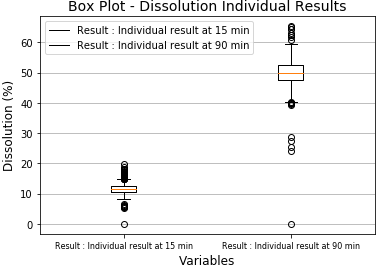 Box Plot - Dissolution Individual Results
Result : Individual result at 15 min
Result : Individual result at 90 min
Dissolution (%)
60
50
40
30
20
10
0
Result : Individual result at 15 min
Result : Individual result at 90 min
Variables